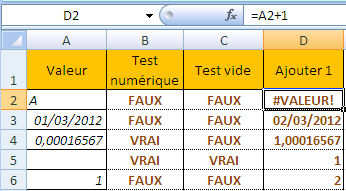 D2 fx =A2+1
A B C D
1 Valeur Test numérique Test vide Ajouter 1
2 A FAUX FAUX #VALEUR!
3 01/03/2012 FAUX FAUX 02/03/2012
4 0,00016567 VRAI FAUX 1,00016567
5 VRAI VRAI 1
6 1 FAUX FAUX 2